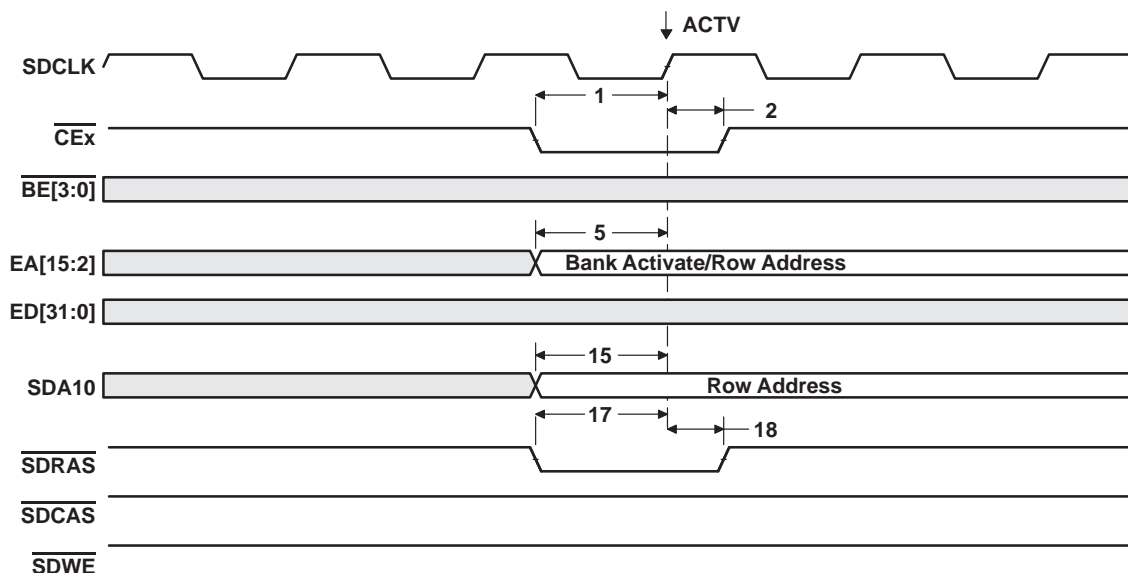 ACTV
SDCLK
1
2
CEx
BE[3:0]
5
EA[15:2]
Bank Activate/Row Address
ED[31:0]
15
SDA10
Row Address
17
18
SDRAS
SDCAS
SDWE